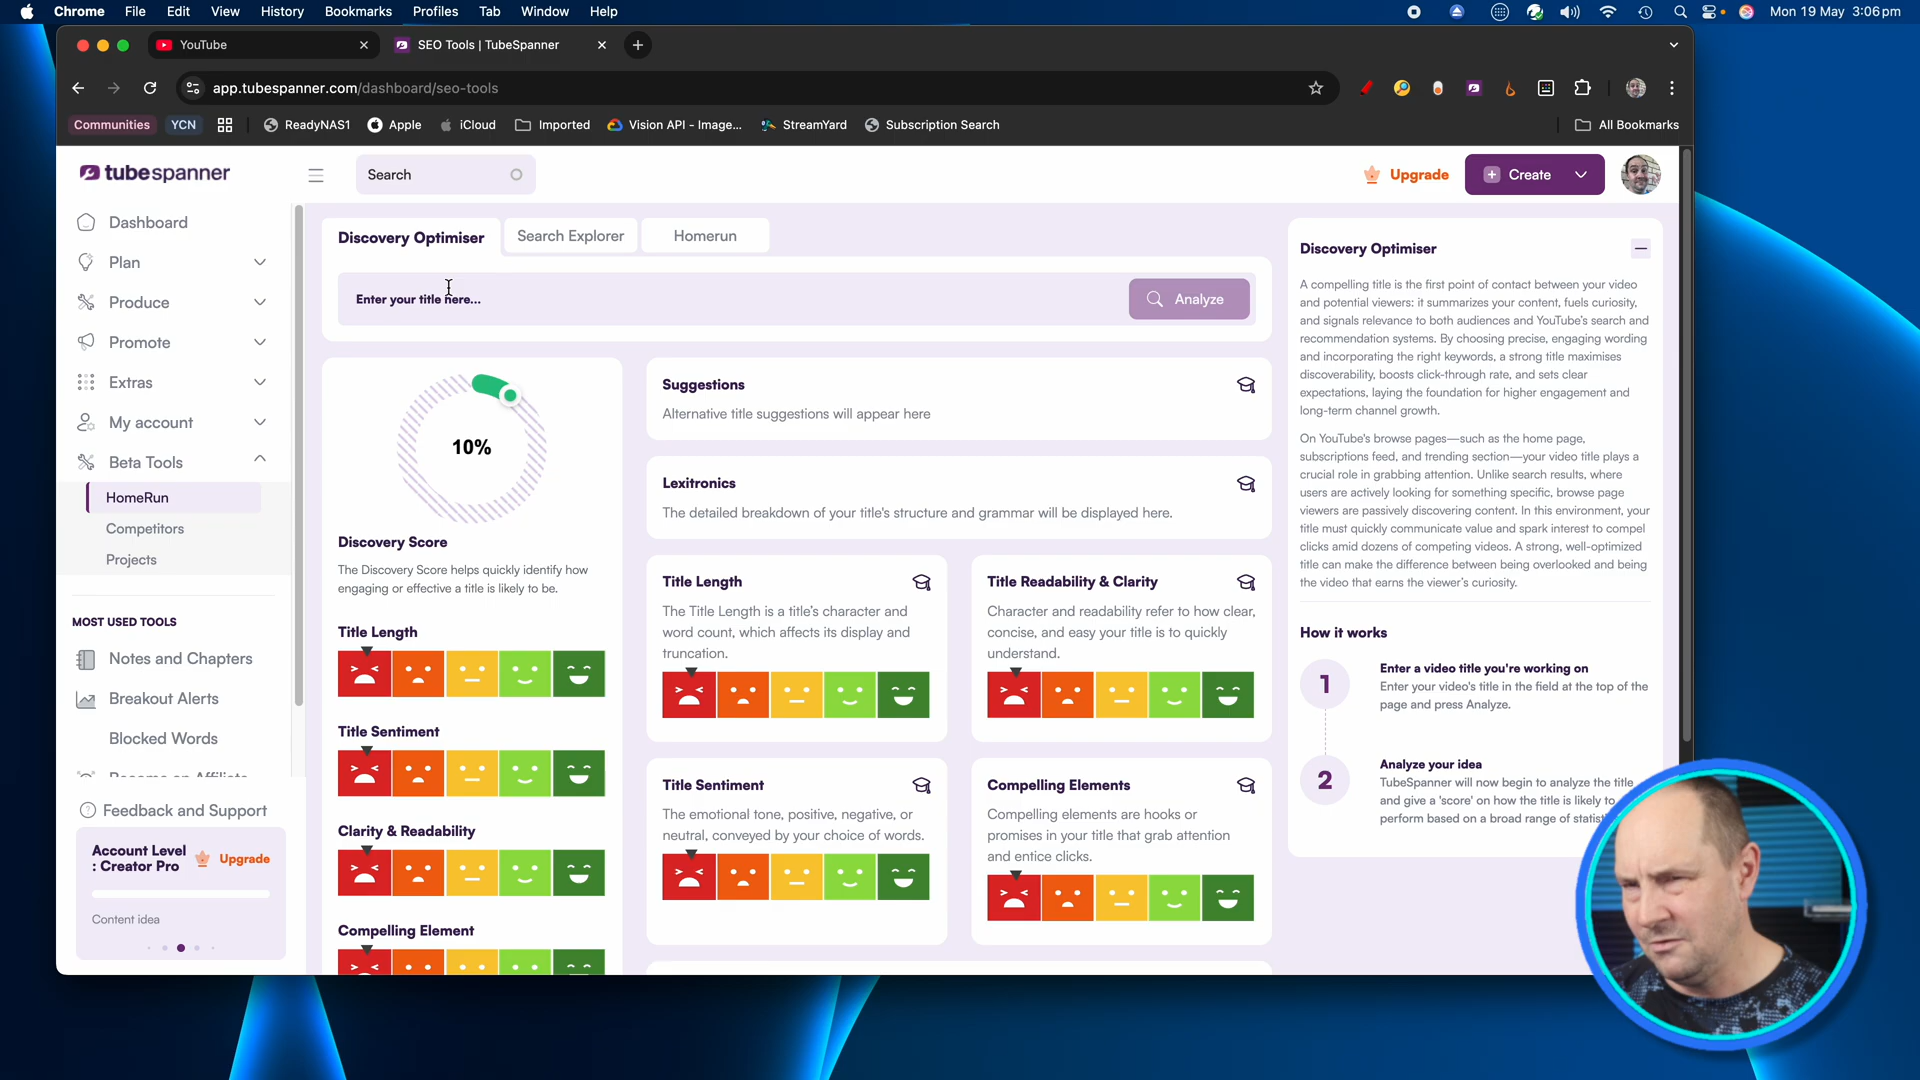 Chrome File Edit View History Bookmarks Profiles Tab Window Help Mon 19 May 3:06pm
YouTube
SEO Tools | TubeSpanner
app.tubespanner.com/dashboard/seo-tools
Communities YCN ReadyNAS1 Apple iCloud Imported Vision API - Image... StreamYard Subscription Search All Bookmarks
tubespanner
Search
Upgrade
Create
Dashboard
Plan
Produce
Promote
Extras
My account
Beta Tools
HomeRun
Competitors
Projects
MOST USED TOOLS
Notes and Chapters
Breakout Alerts
Blocked Words
Become an Affiliate
Feedback and Support
Account Level
: Creator Pro
Upgrade
Content idea
Discovery Optimiser
Search Explorer
Homerun
Enter your title here...
Analyze
10%
Discovery Score
The Discovery Score helps quickly identify how
engaging or effective a title is likely to be.
Title Length
Title Sentiment
Clarity & Readability
Compelling Element
Suggestions
Alternative title suggestions will appear here
Lexitronics
The detailed breakdown of your title's structure and grammar will be displayed here.
Title Length
The Title Length is a title's character and
word count, which affects its display and
truncation.
Title Readability & Clarity
Character and readability refer to how clear,
concise, and easy your title is to quickly
understand.
Title Sentiment
The emotional tone, positive, negative, or
neutral, conveyed by your choice of words.
Compelling Elements
Compelling elements are hooks or
promises in your title that grab attention
and entice clicks.
Discovery Optimiser
A compelling title is the first point of contact between your video
and potential viewers: it summarizes your content, fuels curiosity,
and signals relevance to both audiences and YouTube's search and
recommendation systems. By choosing precise, engaging wording
and incorporating the right keywords, a strong title maximises
discoverability, boosts click-through rate, and sets clear
expectations, laying the foundation for higher engagement and
long-term channel growth.
On YouTube's browse pages—such as the home page,
subscriptions feed, and trending section—your video title plays a
crucial role in grabbing attention. Unlike search results, where
users are actively looking for something specific, browse page
viewers are passively discovering content. In this environment, your
title must quickly communicate value and spark interest to compel
clicks amid dozens of competing videos. A strong, well-optimized
title can make the difference between being overlooked and being
the video that earns the viewer's curiosity.
How it works
1
Enter a video title you're working on
Enter your video's title in the field at the top of the
page and press Analyze.
2
Analyze your idea
TubeSpanner will now begin to analyze the title
and give a 'score' on how the title is likely to
perform based on a broad range of